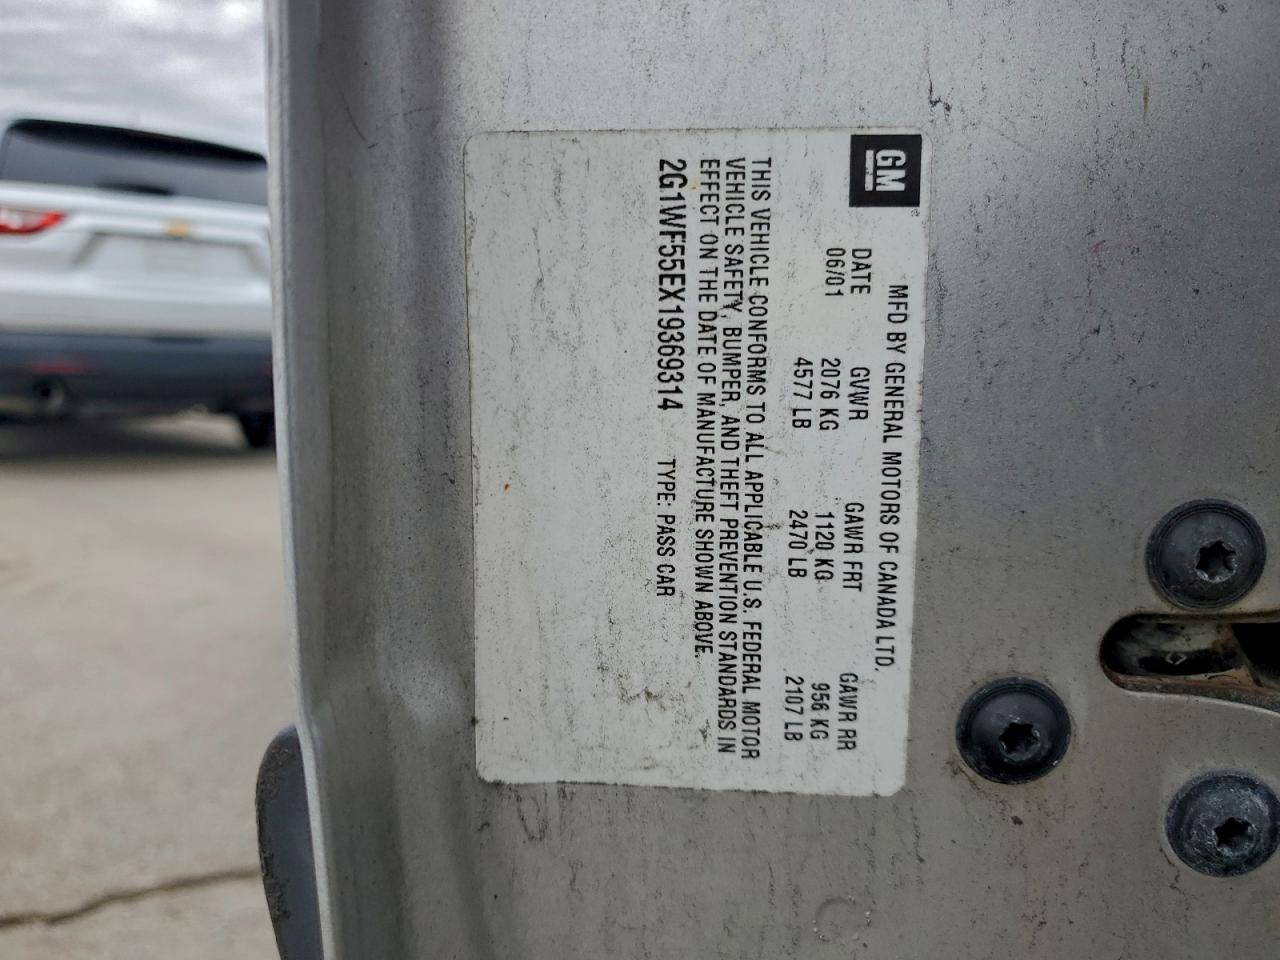 GM
MFD BY GENERAL MOTORS OF CANADA LTD.
DATE GVWR GAWR FRT GAWR RR
06/01 2076 KG 1120 KG 956 KG
4577 LB 2470 LB 2107 LB
THIS VEHICLE CONFORMS TO ALL APPLICABLE U.S. FEDERAL MOTOR
VEHICLE SAFETY, BUMPER, AND THEFT PREVENTION STANDARDS IN
EFFECT ON THE DATE OF MANUFACTURE SHOWN ABOVE.
2G1WF55EX19369314 TYPE: PASS CAR